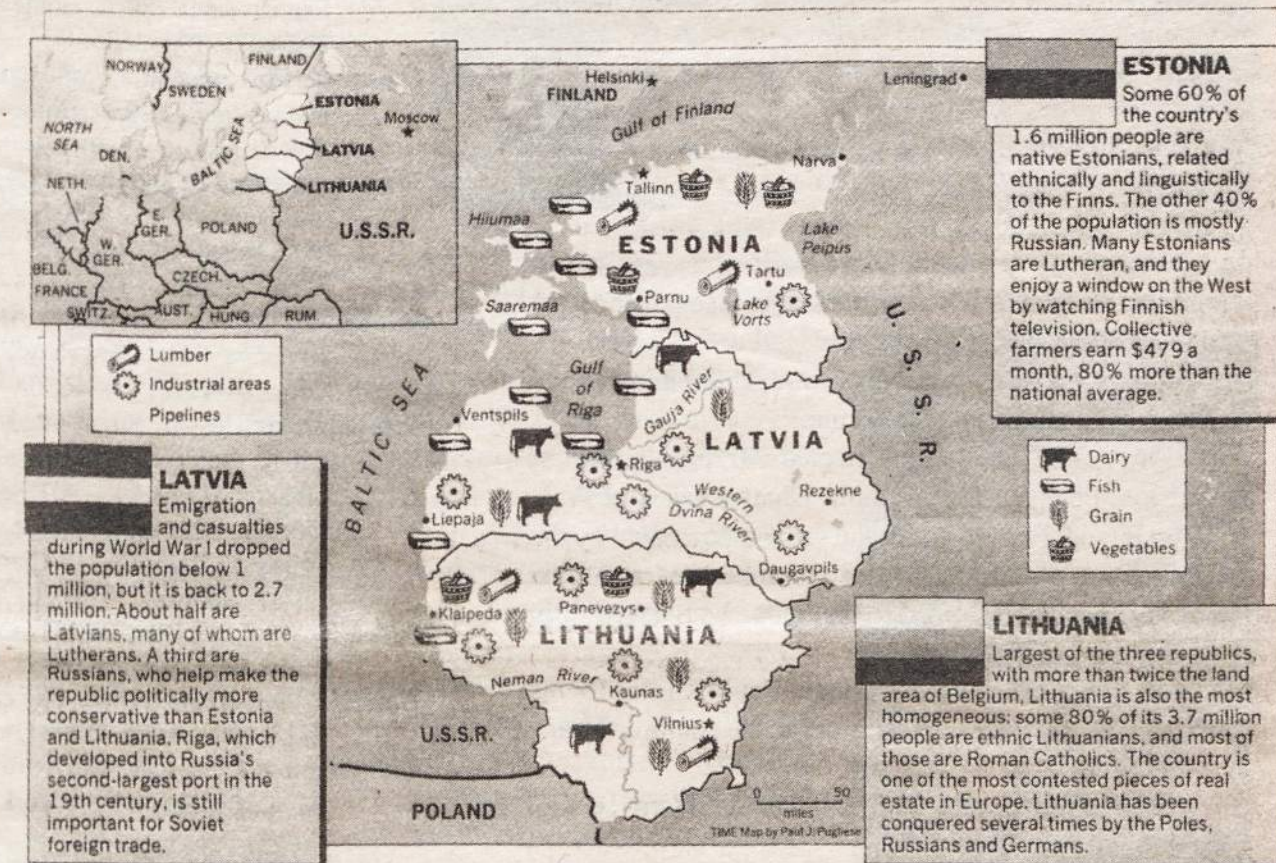 NORWAY
FINLAND
SWEDEN
ESTONIA
Moscow
NORTH
SEA
LATVIA
DEN.
BALTIC SEA
LITHUANIA
NETH.
E.
GER.
POLAND
U.S.S.R.
W.
GER.
BELG.
CZECH.
FRANCE
SWITZ.
AUST.
HUNG
RUM
Lumber
Industrial areas
Pipelines
Helsinki
FINLAND
Leningrad
Gulf of Finland
Narva
Tallinn
Hiiumaa
ESTONIA
Lake
Peipus
Tartu
Parnu
Lake
Vorts
Saaremaa
U.S.S.R.
BALTIC SEA
Gulf
of
Riga
Gauja River
Ventspils
LATVIA
Riga
Western
Dvina River
Rezekne
Liepaja
Daugavpils
Klaipeda
Panevezys
LITHUANIA
Neman River
Kaunas
Vilnius
U.S.S.R.
POLAND
0 50
miles
TIME Map by Paul J. Pugliese
ESTONIA
Some 60% of
the country's
1.6 million people are
native Estonians, related
ethnically and linguistically
to the Finns. The other 40%
of the population is mostly
Russian. Many Estonians
are Lutheran, and they
enjoy a window on the West
by watching Finnish
television. Collective
farmers earn $479 a
month, 80% more than the
national average.
Dairy
Fish
Grain
Vegetables
LATVIA
Emigration
and casualties
during World War I dropped
the population below 1
million, but it is back to 2.7
million. About half are
Latvians, many of whom are
Lutherans. A third are
Russians, who help make the
republic politically more
conservative than Estonia
and Lithuania. Riga, which
developed into Russia's
second-largest port in the
19th century, is still
important for Soviet
foreign trade.
LITHUANIA
Largest of the three republics,
with more than twice the land
area of Belgium, Lithuania is also the most
homogeneous: some 80% of its 3.7 million
people are ethnic Lithuanians, and most of
those are Roman Catholics. The country is
one of the most contested pieces of real
estate in Europe. Lithuania has been
conquered several times by the Poles,
Russians and Germans.